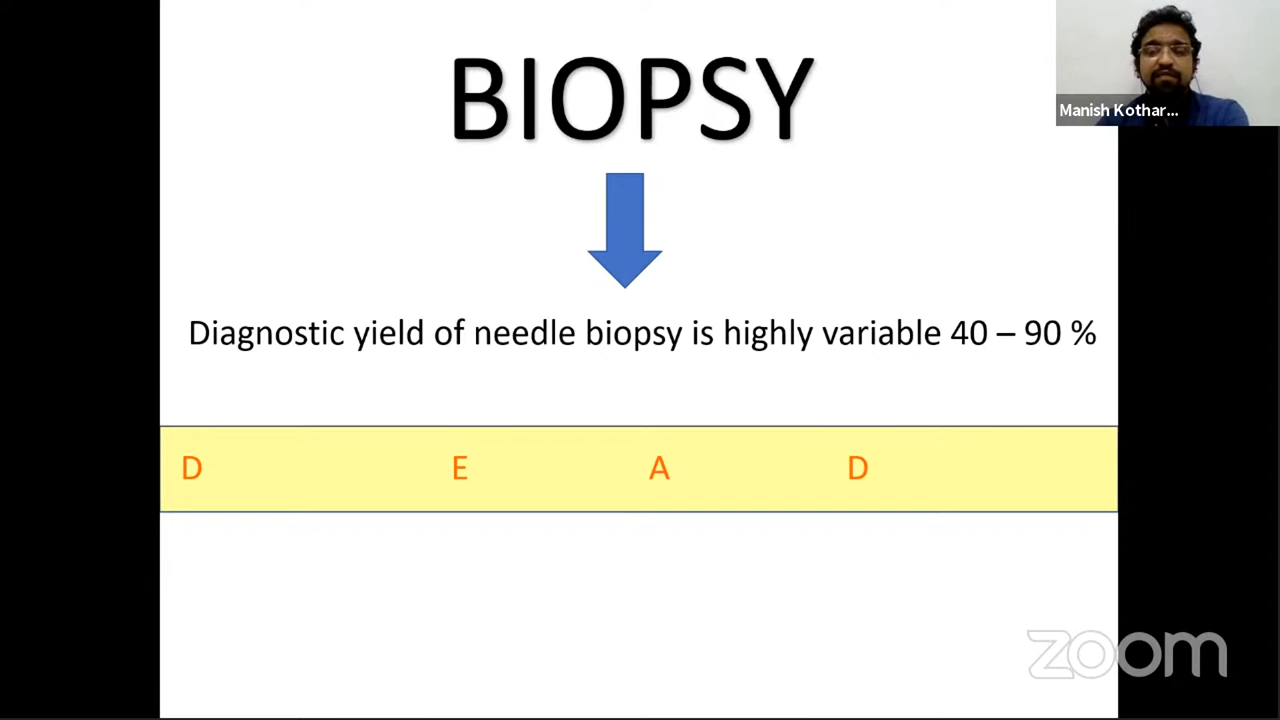 BIOPSY
Manish Kothar...
Diagnostic yield of needle biopsy is highly variable 40 – 90 %
D E A D
zoom